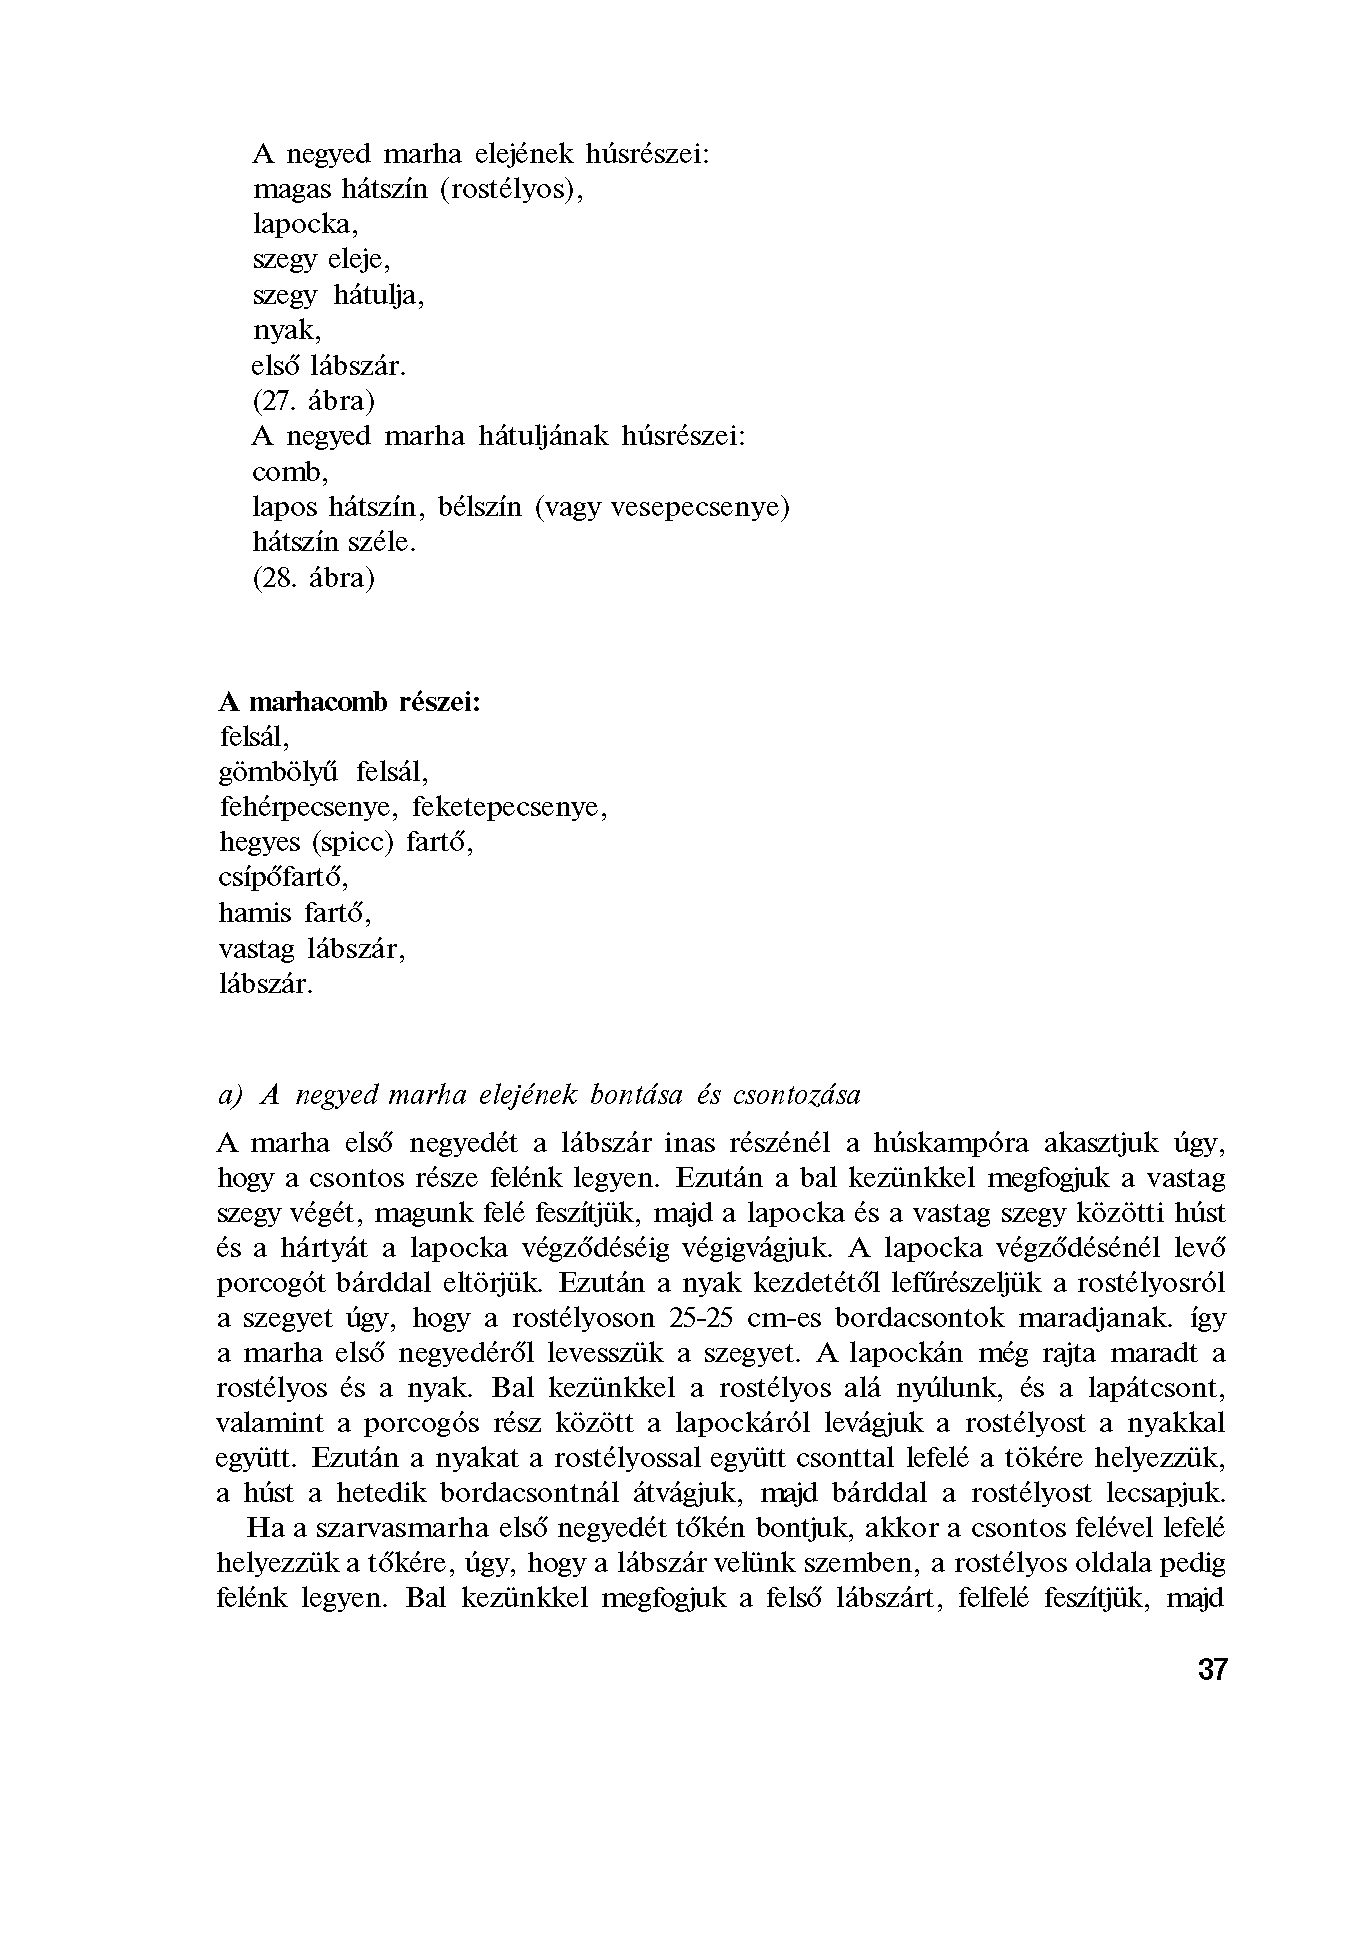 A negyed marha elejének húsrészei:
magas hátszín (rostélyos),
lapocka,
szegy eleje,
szegy hátulja,
nyak,
első lábszár.
(27. ábra)
A negyed marha hátuljának húsrészei:
comb,
lapos hátszín, bélszín (vagy vesepecsenye)
hátszín széle.
(28. ábra)
A marhacomb részei:
felsál,
gömbölyű felsál,
fehérpecsenye, feketepecsenye,
hegyes (spicc) fartő,
csípőfartő,
hamis fartő,
vastag lábszár,
lábszár.
a) A negyed marha elejének bontása és csontozása
A marha első negyedét a lábszár inas részénél a húskampóra akasztjuk úgy,
hogy a csontos része felénk legyen. Ezután a bal kezünkkel megfogjuk a vastag
szegy végét, magunk felé feszítjük, majd a lapocka és a vastag szegy közötti húst
és a hártyát a lapocka végződéséig végigvágjuk. A lapocka végződésénél levő
porcogót bárddal eltörjük. Ezután a nyak kezdetétől lefűrészeljük a rostélyosról
a szegyet úgy, hogy a rostélyoson 25-25 cm-es bordacsontok maradjanak. így
a marha első negyedéről levesszük a szegyet. A lapockán még rajta maradt a
rostélyos és a nyak. Bal kezünkkel a rostélyos alá nyúlunk, és a lapátcsont,
valamint a porcogós rész között a lapockáról levágjuk a rostélyost a nyakkal
együtt. Ezután a nyakat a rostélyossal együtt csonttal lefelé a tökére helyezzük,
a húst a hetedik bordacsontnál átvágjuk, majd bárddal a rostélyost lecsapjuk.
Ha a szarvasmarha első negyedét tőkén bontjuk, akkor a csontos felével lefelé
helyezzük a tőkére, úgy, hogy a lábszár velünk szemben, a rostélyos oldala pedig
felénk legyen. Bal kezünkkel megfogjuk a felső lábszárt, felfelé feszítjük, majd
37